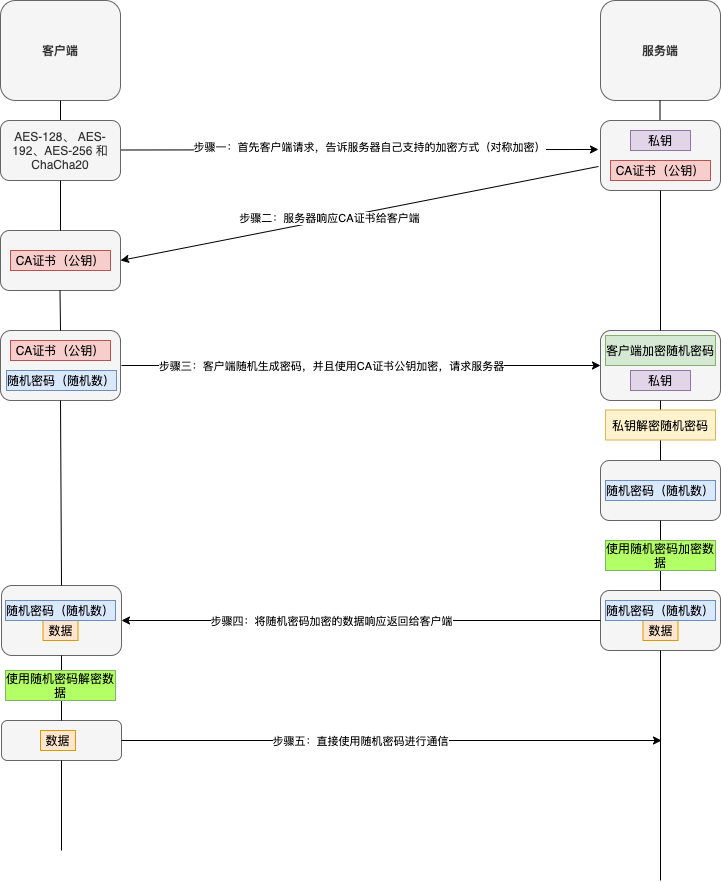 客户端
服务端
AES-128、 AES-
192、AES-256 和
ChaCha20
步骤一：首先客户端请求，告诉服务器自己支持的加密方式（对称加密）
私钥
CA证书（公钥）
步骤二：服务器响应CA证书给客户端
CA证书（公钥）
CA证书（公钥）
随机密码（随机数）
步骤三：客户端随机生成密码，并且使用CA证书公钥加密，请求服务器
客户端加密随机密码
私钥
私钥解密随机密码
随机密码（随机数）
使用随机密码加密数
据
随机密码（随机数）
数据
步骤四：将随机密码加密的数据响应返回给客户端
随机密码（随机数）
数据
使用随机密码解密数
据
数据
步骤五：直接使用随机密码进行通信